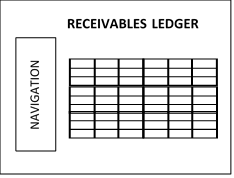 RECEIVABLES LEDGER
NAVIGATION